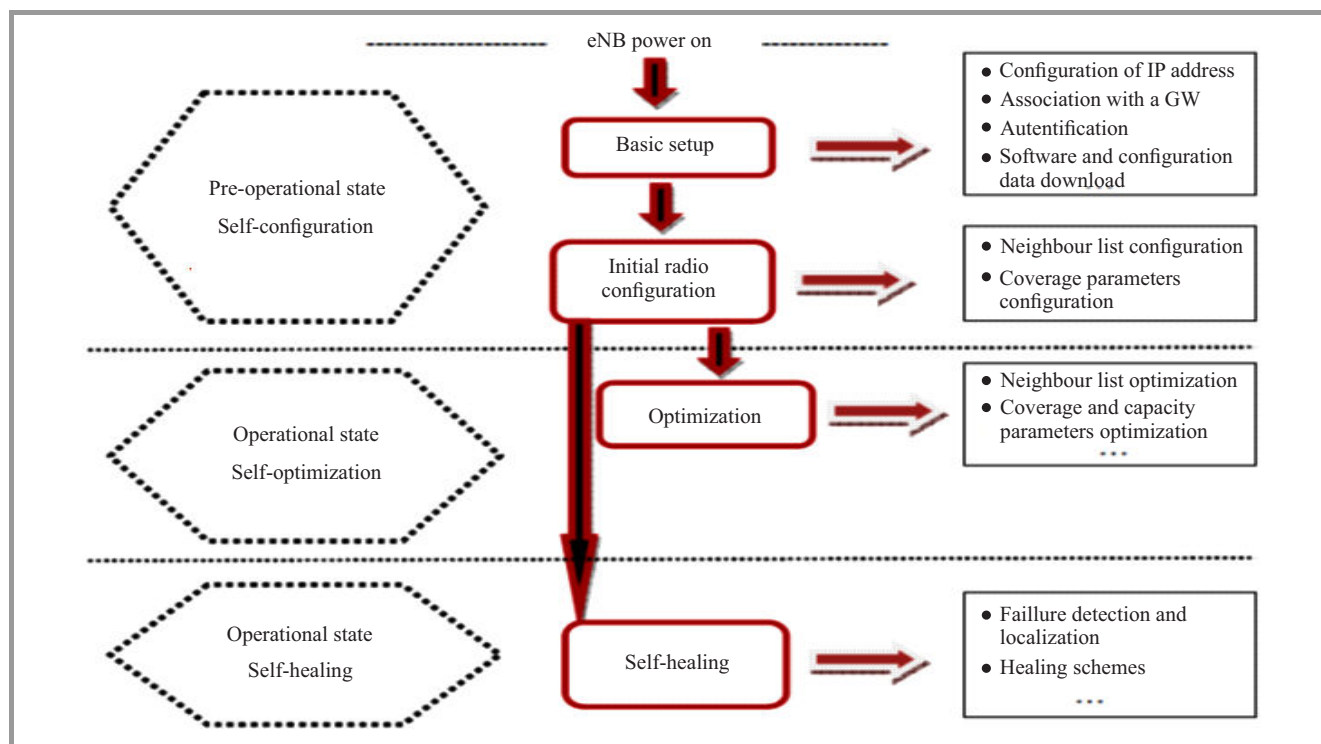 eNB power on
Pre-operational state
Self-configuration
Basic setup
• Configuration of IP address
• Association with a GW
• Autentification
• Software and configuration
data download
...
Initial radio
configuration
• Neighbour list configuration
• Coverage parameters
configuration
Operational state
Self-optimization
Optimization
• Neighbour list optimization
• Coverage and capacity
parameters optimization
...
Operational state
Self-healing
Self-healing
• Faillure detection and
localization
• Healing schemes
...